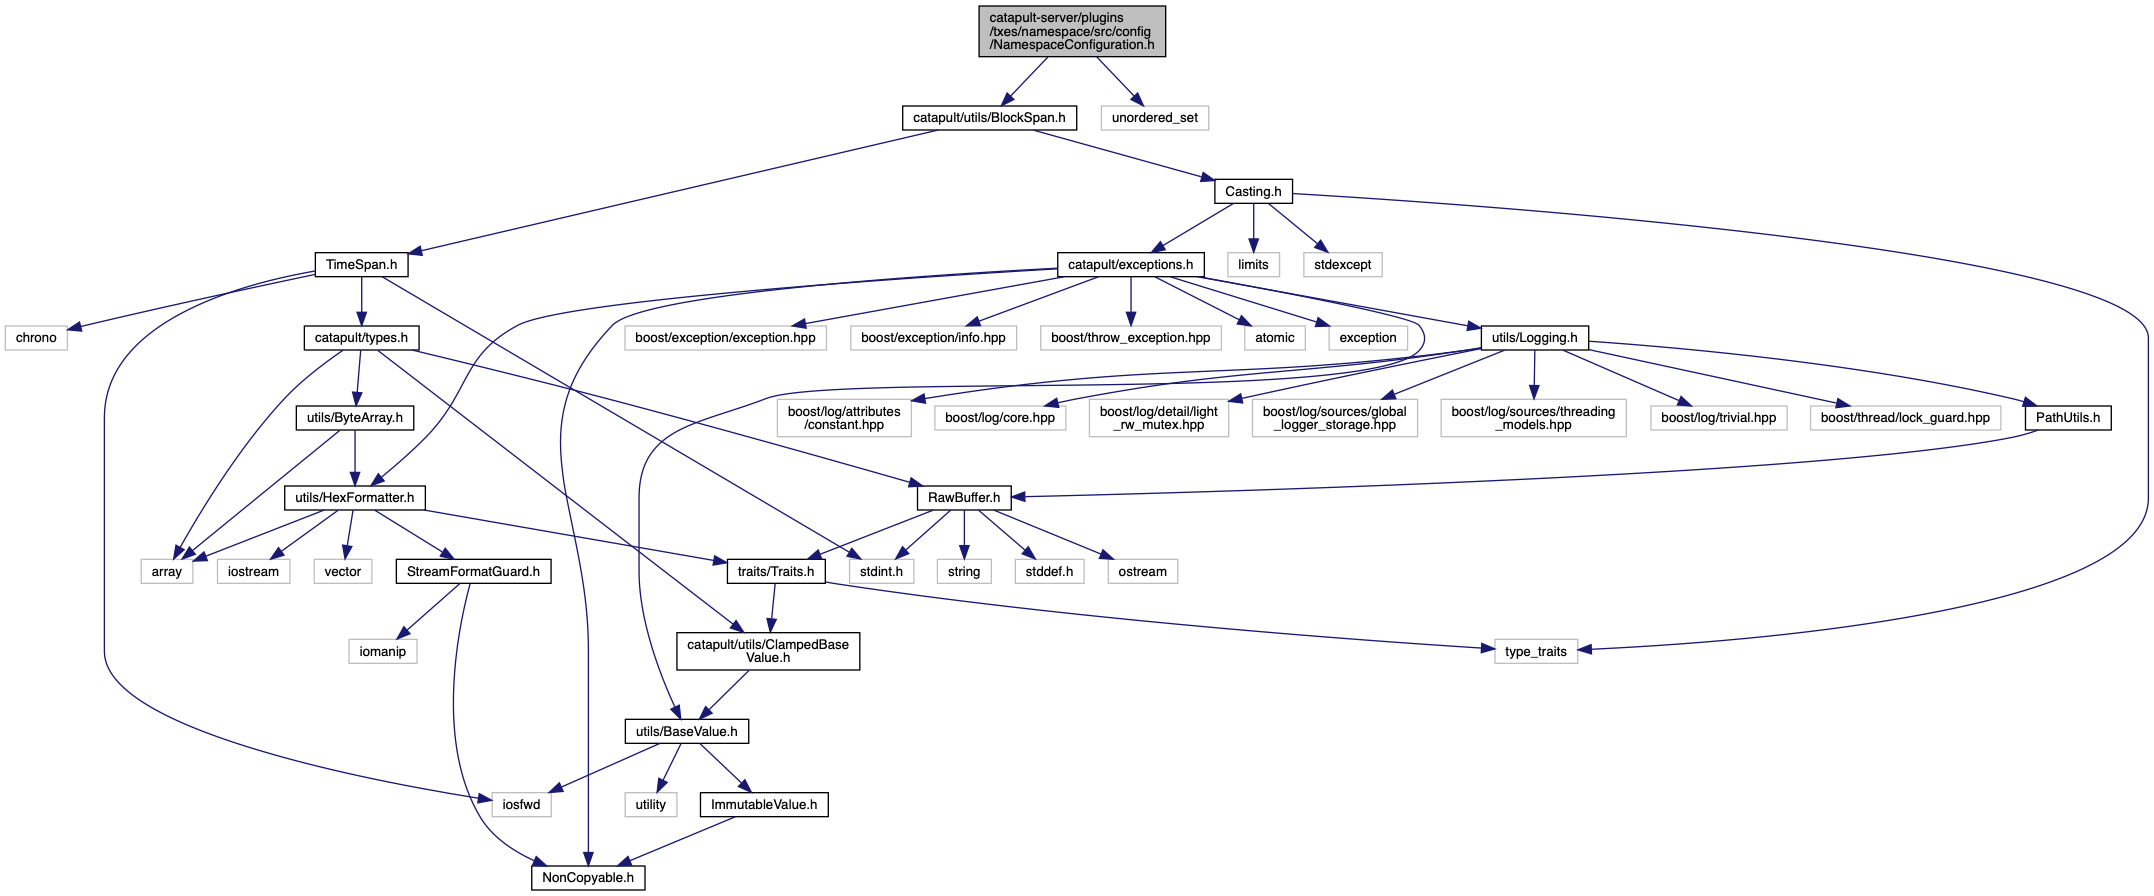 catapult-server/plugins
/txes/namespace/src/config
/NamespaceConfiguration.h
catapult/utils/BlockSpan.h
unordered_set
Casting.h
TimeSpan.h
catapult/exceptions.h
limits
stdexcept
chrono
catapult/types.h
boost/exception/exception.hpp
boost/exception/info.hpp
boost/throw_exception.hpp
atomic
exception
utils/Logging.h
utils/ByteArray.h
boost/log/attributes
/constant.hpp
boost/log/core.hpp
boost/log/detail/light
_rw_mutex.hpp
boost/log/sources/global
_logger_storage.hpp
boost/log/sources/threading
_models.hpp
boost/log/trivial.hpp
boost/thread/lock_guard.hpp
PathUtils.h
utils/HexFormatter.h
RawBuffer.h
array
iostream
vector
StreamFormatGuard.h
traits/Traits.h
stdint.h
string
stddef.h
ostream
iomanip
catapult/utils/ClampedBase
Value.h
type_traits
utils/BaseValue.h
iosfwd
utility
ImmutableValue.h
NonCopyable.h